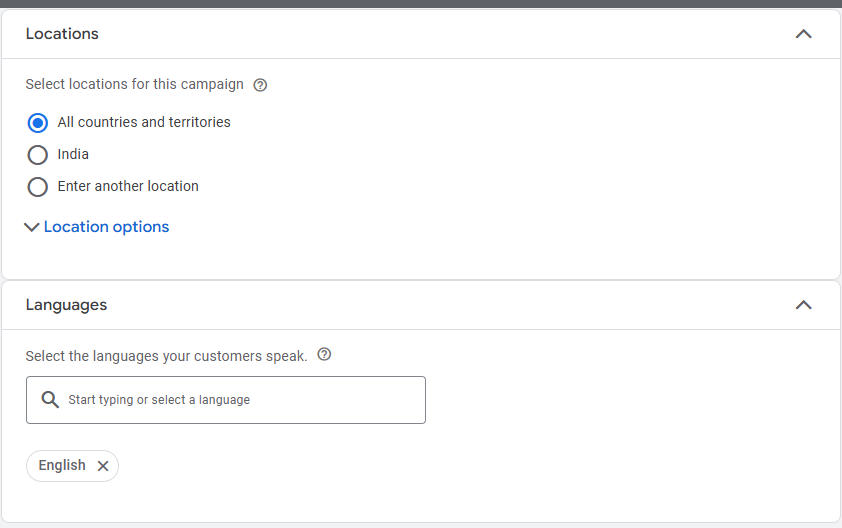 Locations
Select locations for this campaign
All countries and territories
India
Enter another location
Location options
Languages
Select the languages your customers speak.
Start typing or select a language
English